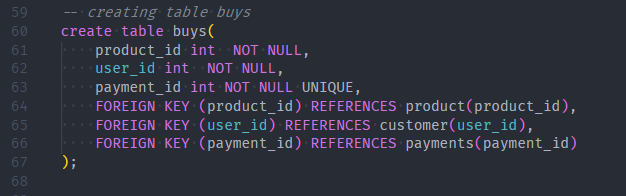 59 -- creating table buys
60 create table buys(
61 product_id int NOT NULL,
62 user_id int NOT NULL,
63 payment_id int NOT NULL UNIQUE,
64 FOREIGN KEY (product_id) REFERENCES product(product_id),
65 FOREIGN KEY (user_id) REFERENCES customer(user_id),
66 FOREIGN KEY (payment_id) REFERENCES payments(payment_id)
67 );
68